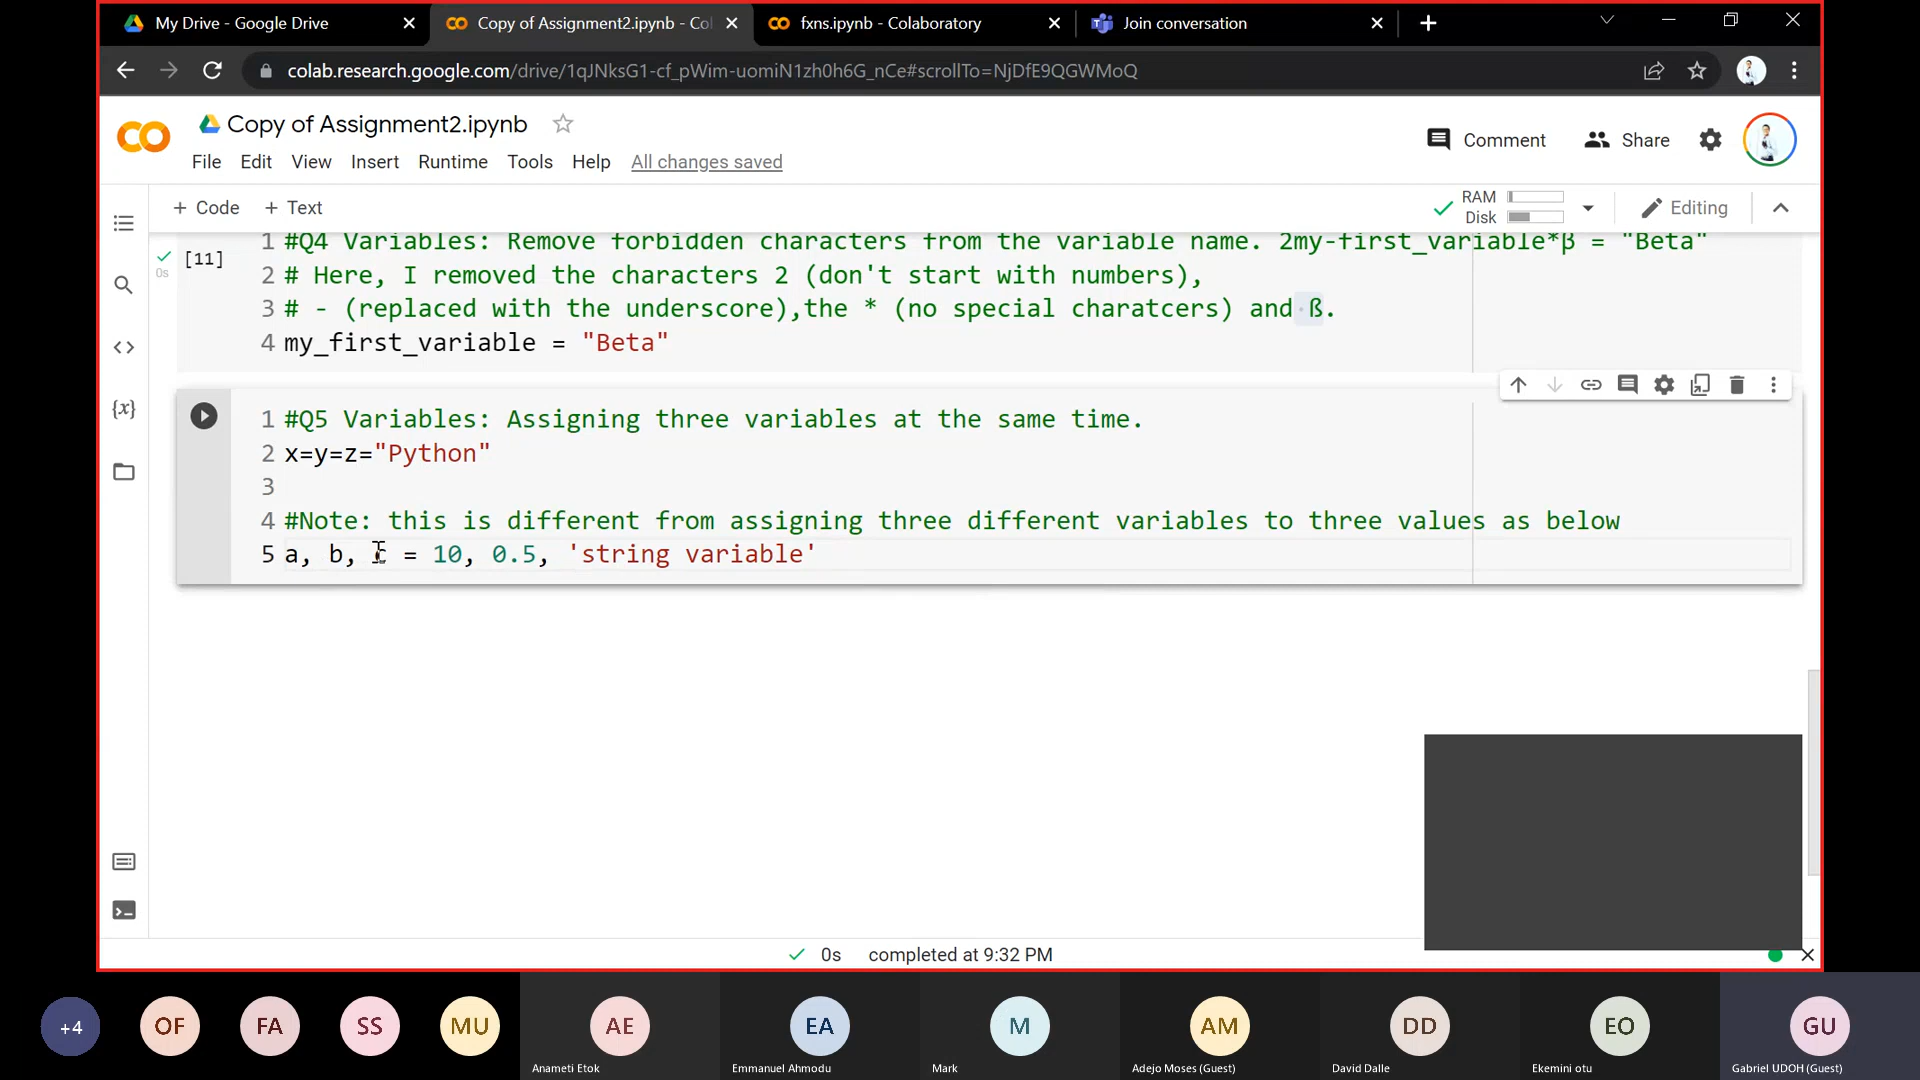 My Drive - Google Drive
Copy of Assignment2.ipynb - Col
fxns.ipynb - Colaboratory
Join conversation
colab.research.google.com/drive/1qJNksG1-cf_pWim-uomiN1zh0h6G_nCe#scrollTo=NjDfE9QGWMoQ
Copy of Assignment2.ipynb
File Edit View Insert Runtime Tools Help All changes saved
Comment Share
+ Code + Text
RAM
Disk
Editing
[11]
0s
1 #Q4 Variables: Remove forbidden characters from the variable name. 2my-first_variable*β = "Beta"
2 # Here, I removed the characters 2 (don't start with numbers),
3 # - (replaced with the underscore),the * (no special charatcers) and ß.
4 my_first_variable = "Beta"
1 #Q5 Variables: Assigning three variables at the same time.
2 x=y=z="Python"
3
4 #Note: this is different from assigning three different variables to three values as below
5 a, b, c = 10, 0.5, 'string variable'
{x}
0s completed at 9:32 PM
+4 OF FA SS MU AE EA M AM DD EO GU
Anameti Etok Emmanuel Ahmodu Mark Adejo Moses (Guest) David Dalle Ekemini otu Gabriel UDOH (Guest)